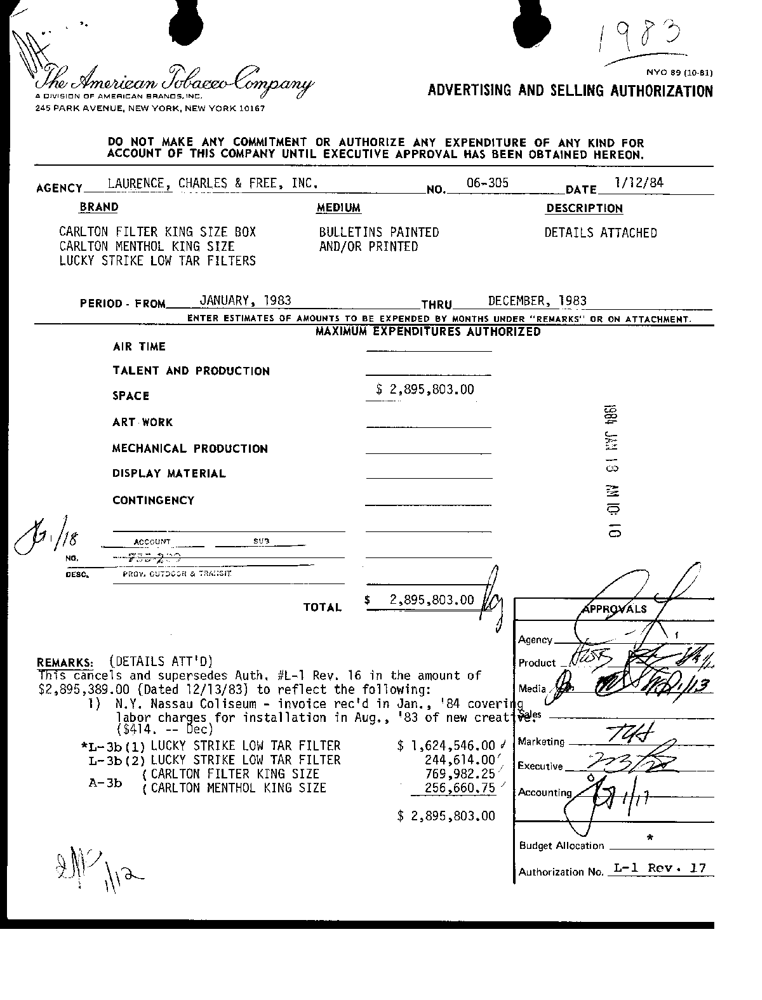 1983
NYO 89 (10-81)
The American Tobacco Company
A DIVISION OF AMERICAN BRANDS, INC.
245 PARK AVENUE, NEW YORK, NEW YORK 10167
ADVERTISING AND SELLING AUTHORIZATION
DO NOT MAKE ANY COMMITMENT OR AUTHORIZE ANY EXPENDITURE OF ANY KIND FOR
ACCOUNT OF THIS COMPANY UNTIL EXECUTIVE APPROVAL HAS BEEN OBTAINED HEREON.
AGENCY LAURENCE, CHARLES & FREE, INC. NO. 06-305 DATE 1/12/84
BRAND MEDIUM DESCRIPTION
CARLTON FILTER KING SIZE BOX BULLETINS PAINTED DETAILS ATTACHED
CARLTON MENTHOL KING SIZE AND/OR PRINTED
LUCKY STRIKE LOW TAR FILTERS
PERIOD - FROM JANUARY, 1983 THRU DECEMBER, 1983
ENTER ESTIMATES OF AMOUNTS TO BE EXPENDED BY MONTHS UNDER "REMARKS" OR ON ATTACHMENT.
MAXIMUM EXPENDITURES AUTHORIZED
AIR TIME
TALENT AND PRODUCTION
SPACE $ 2,895,803.00
ART WORK
MECHANICAL PRODUCTION
DISPLAY MATERIAL
CONTINGENCY
1984 JAN 13 AM 10 10
1/18
ACCOUNT SUB
NO.
DESC. PROV. OUTDOOR & TRANSIT
TOTAL $ 2,895,803.00
APPROVALS
Agency
Product
Media 1/13
Sales
Marketing
Executive
Accounting 1/17
Budget Allocation *
Authorization No. L-1 Rev. 17
REMARKS: (DETAILS ATT'D)
This cancels and supersedes Auth. #L-1 Rev. 16 in the amount of
$2,895,389.00 (Dated 12/13/83) to reflect the following:
1) N.Y. Nassau Coliseum - invoice rec'd in Jan., '84 covering
labor charges for installation in Aug., '83 of new creative.
($414. -- Dec)
*L-3b(1) LUCKY STRIKE LOW TAR FILTER $ 1,624,546.00
L-3b(2) LUCKY STRIKE LOW TAR FILTER 244,614.00
A-3b (CARLTON FILTER KING SIZE 769,982.25
(CARLTON MENTHOL KING SIZE 256,660.75
$ 2,895,803.00
1/12